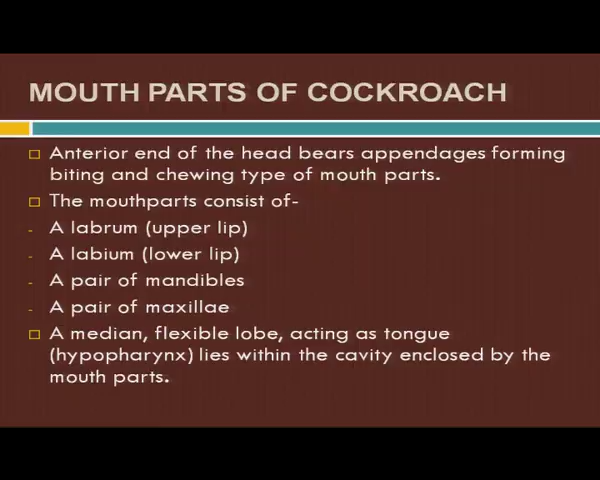 MOUTH PARTS OF COCKROACH
Anterior end of the head bears appendages forming
biting and chewing type of mouth parts.
The mouthparts consist of-
- A labrum (upper lip)
- A labium (lower lip)
- A pair of mandibles
- A pair of maxillae
A median, flexible lobe, acting as tongue
(hypopharynx) lies within the cavity enclosed by the
mouth parts.